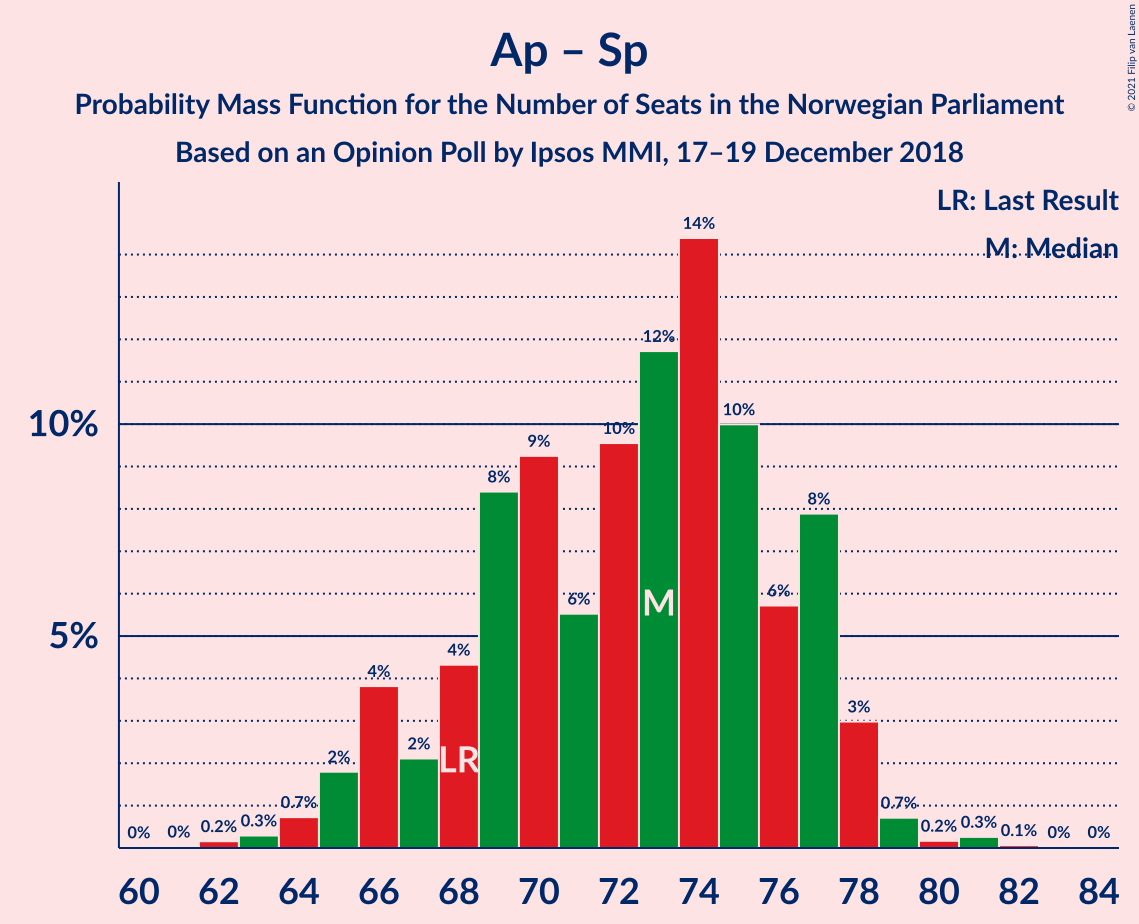 Ap – Sp
Probability Mass Function for the Number of Seats in the Norwegian Parliament
Based on an Opinion Poll by Ipsos MMI, 17–19 December 2018
© 2021 Filip van Laenen
LR: Last Result
M: Median
10%
5%
0% 0% 0.2% 0.3% 0.7% 2% 4% 2% 4% 8% 9% 6% 10% 12% 14% 10% 6% 8% 3% 0.7% 0.2% 0.3% 0.1% 0% 0%
LR
M
60 62 64 66 68 70 72 74 76 78 80 82 84